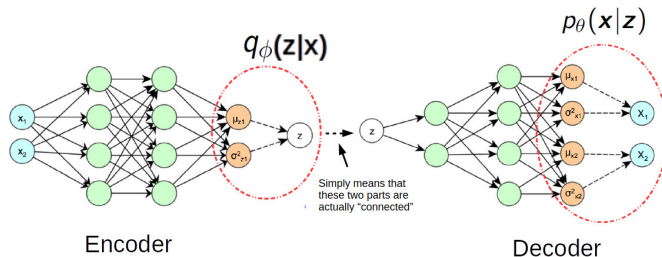 qϕ(z|x)
x₁
x₂
μz1
σ²z1
z
Simply means that
these two parts are
actually “connected”
Encoder
pθ(x|z)
z
μx1
σ²x1
μx2
σ²x2
X₁
X₂
Decoder